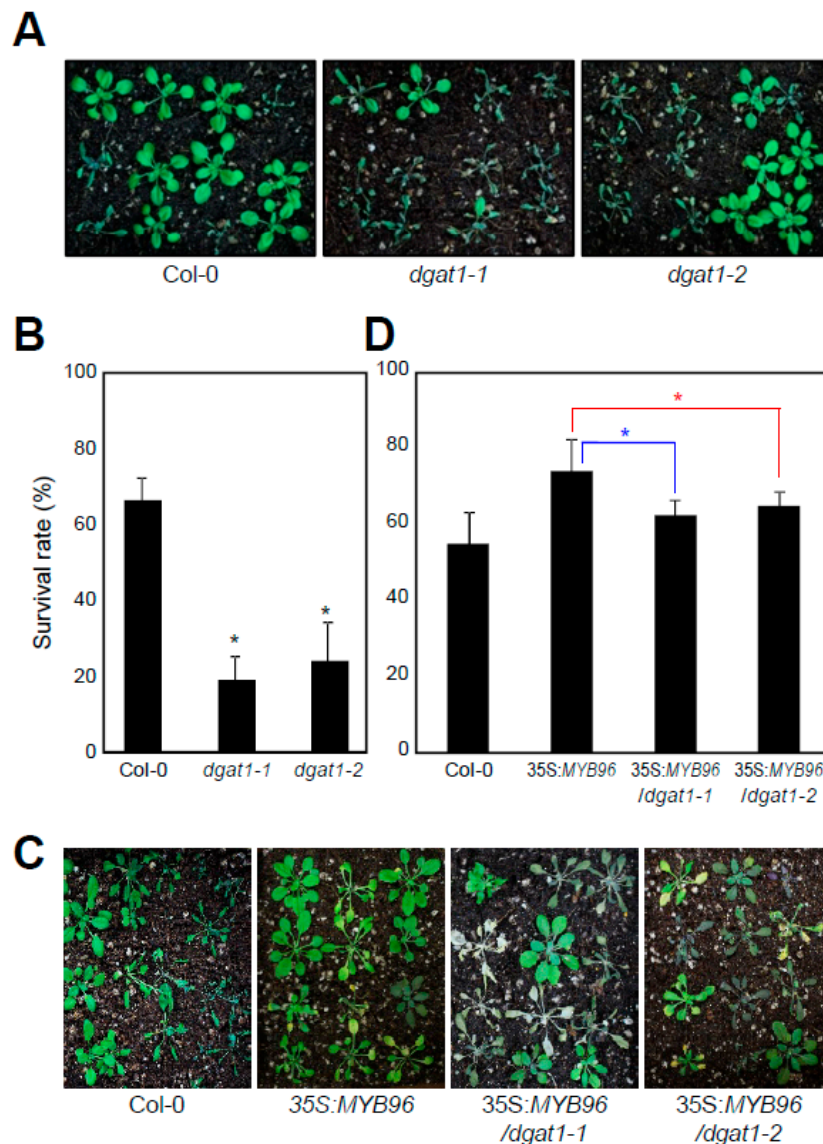 A
Col-0
dgat1-1
dgat1-2
B
100
80
60
40
20
0
Survival rate (%)
*
*
Col-0
dgat1-1
dgat1-2
D
100
80
60
40
20
0
*
*
Col-0
35S:MYB96
35S:MYB96
/dgat1-1
35S:MYB96
/dgat1-2
C
Col-0
35S:MYB96
35S:MYB96
/dgat1-1
35S:MYB96
/dgat1-2